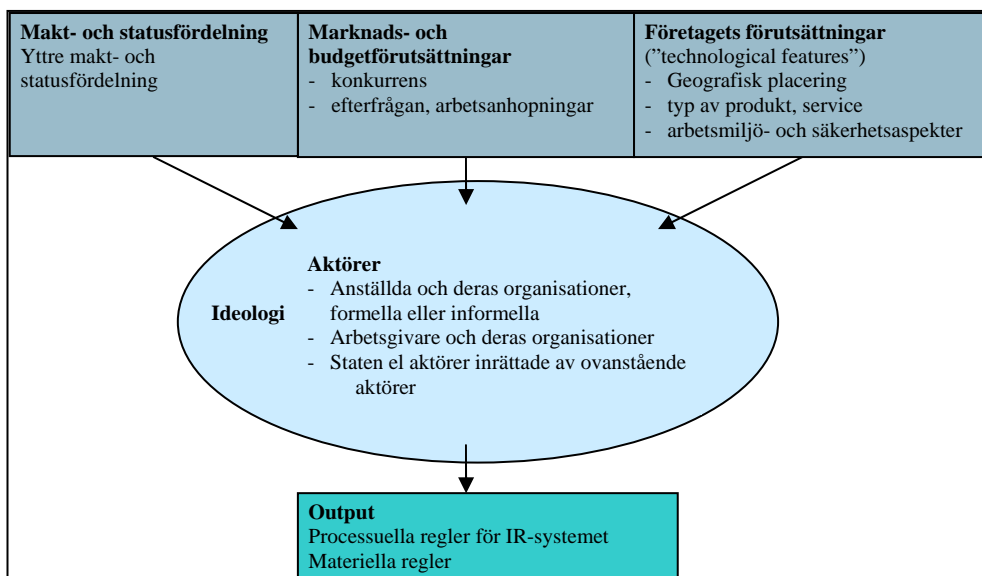 Makt- och statusfördelning
Yttre makt- och
statusfördelning
Marknads- och
budgetförutsättningar
- konkurrens
- efterfrågan, arbetsanhopningar
Företagets förutsättningar
(”technological features”)
- Geografisk placering
- typ av produkt, service
- arbetsmiljö- och säkerhetsaspekter
Ideologi
Aktörer
- Anställda och deras organisationer,
formella eller informella
- Arbetsgivare och deras organisationer
- Staten el aktörer inrättade av ovanstående
aktörer
Output
Processuella regler för IR-systemet
Materiella regler